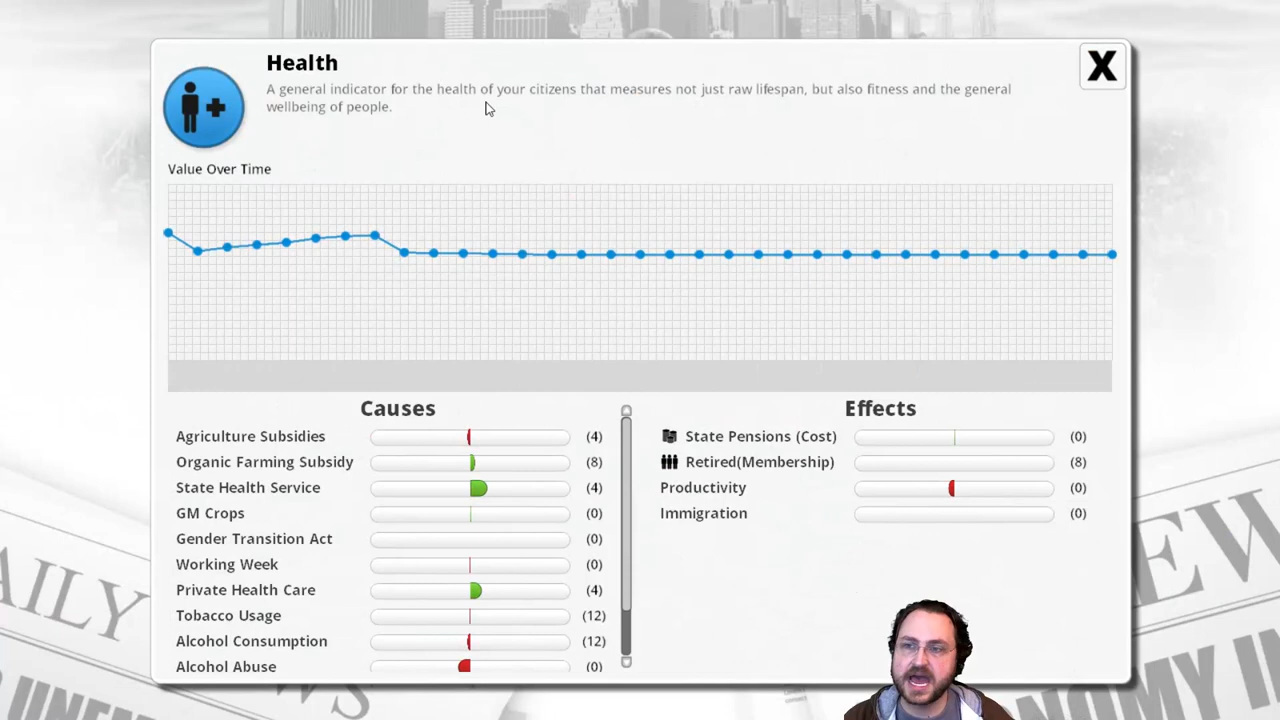 Health
X
A general indicator for the health of your citizens that measures not just raw lifespan, but also fitness and the general
wellbeing of people.
Value Over Time
Causes
Agriculture Subsidies (4)
Organic Farming Subsidy (8)
State Health Service (4)
GM Crops (0)
Gender Transition Act (0)
Working Week (0)
Private Health Care (4)
Tobacco Usage (12)
Alcohol Consumption (12)
Alcohol Abuse (0)
Effects
State Pensions (Cost) (0)
Retired(Membership) (8)
Productivity (0)
Immigration (0)